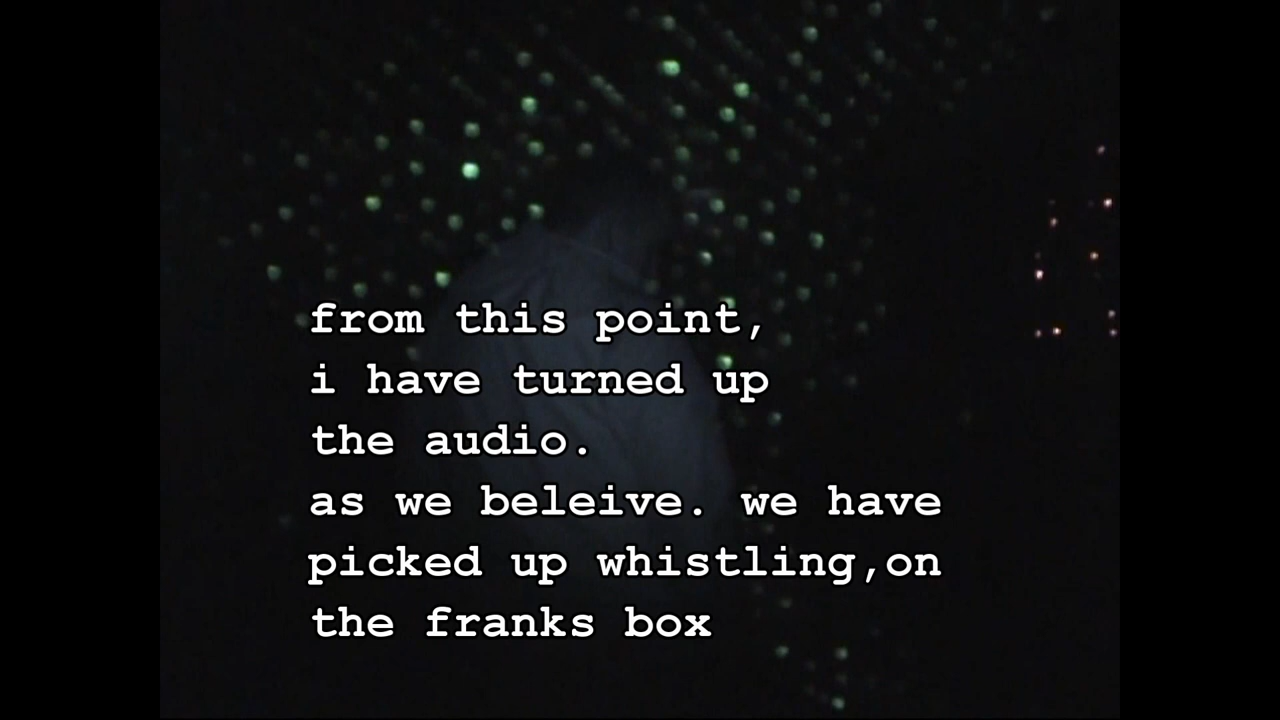 from this point,
i have turned up
the audio.
as we beleive. we have
picked up whistling,on
the franks box